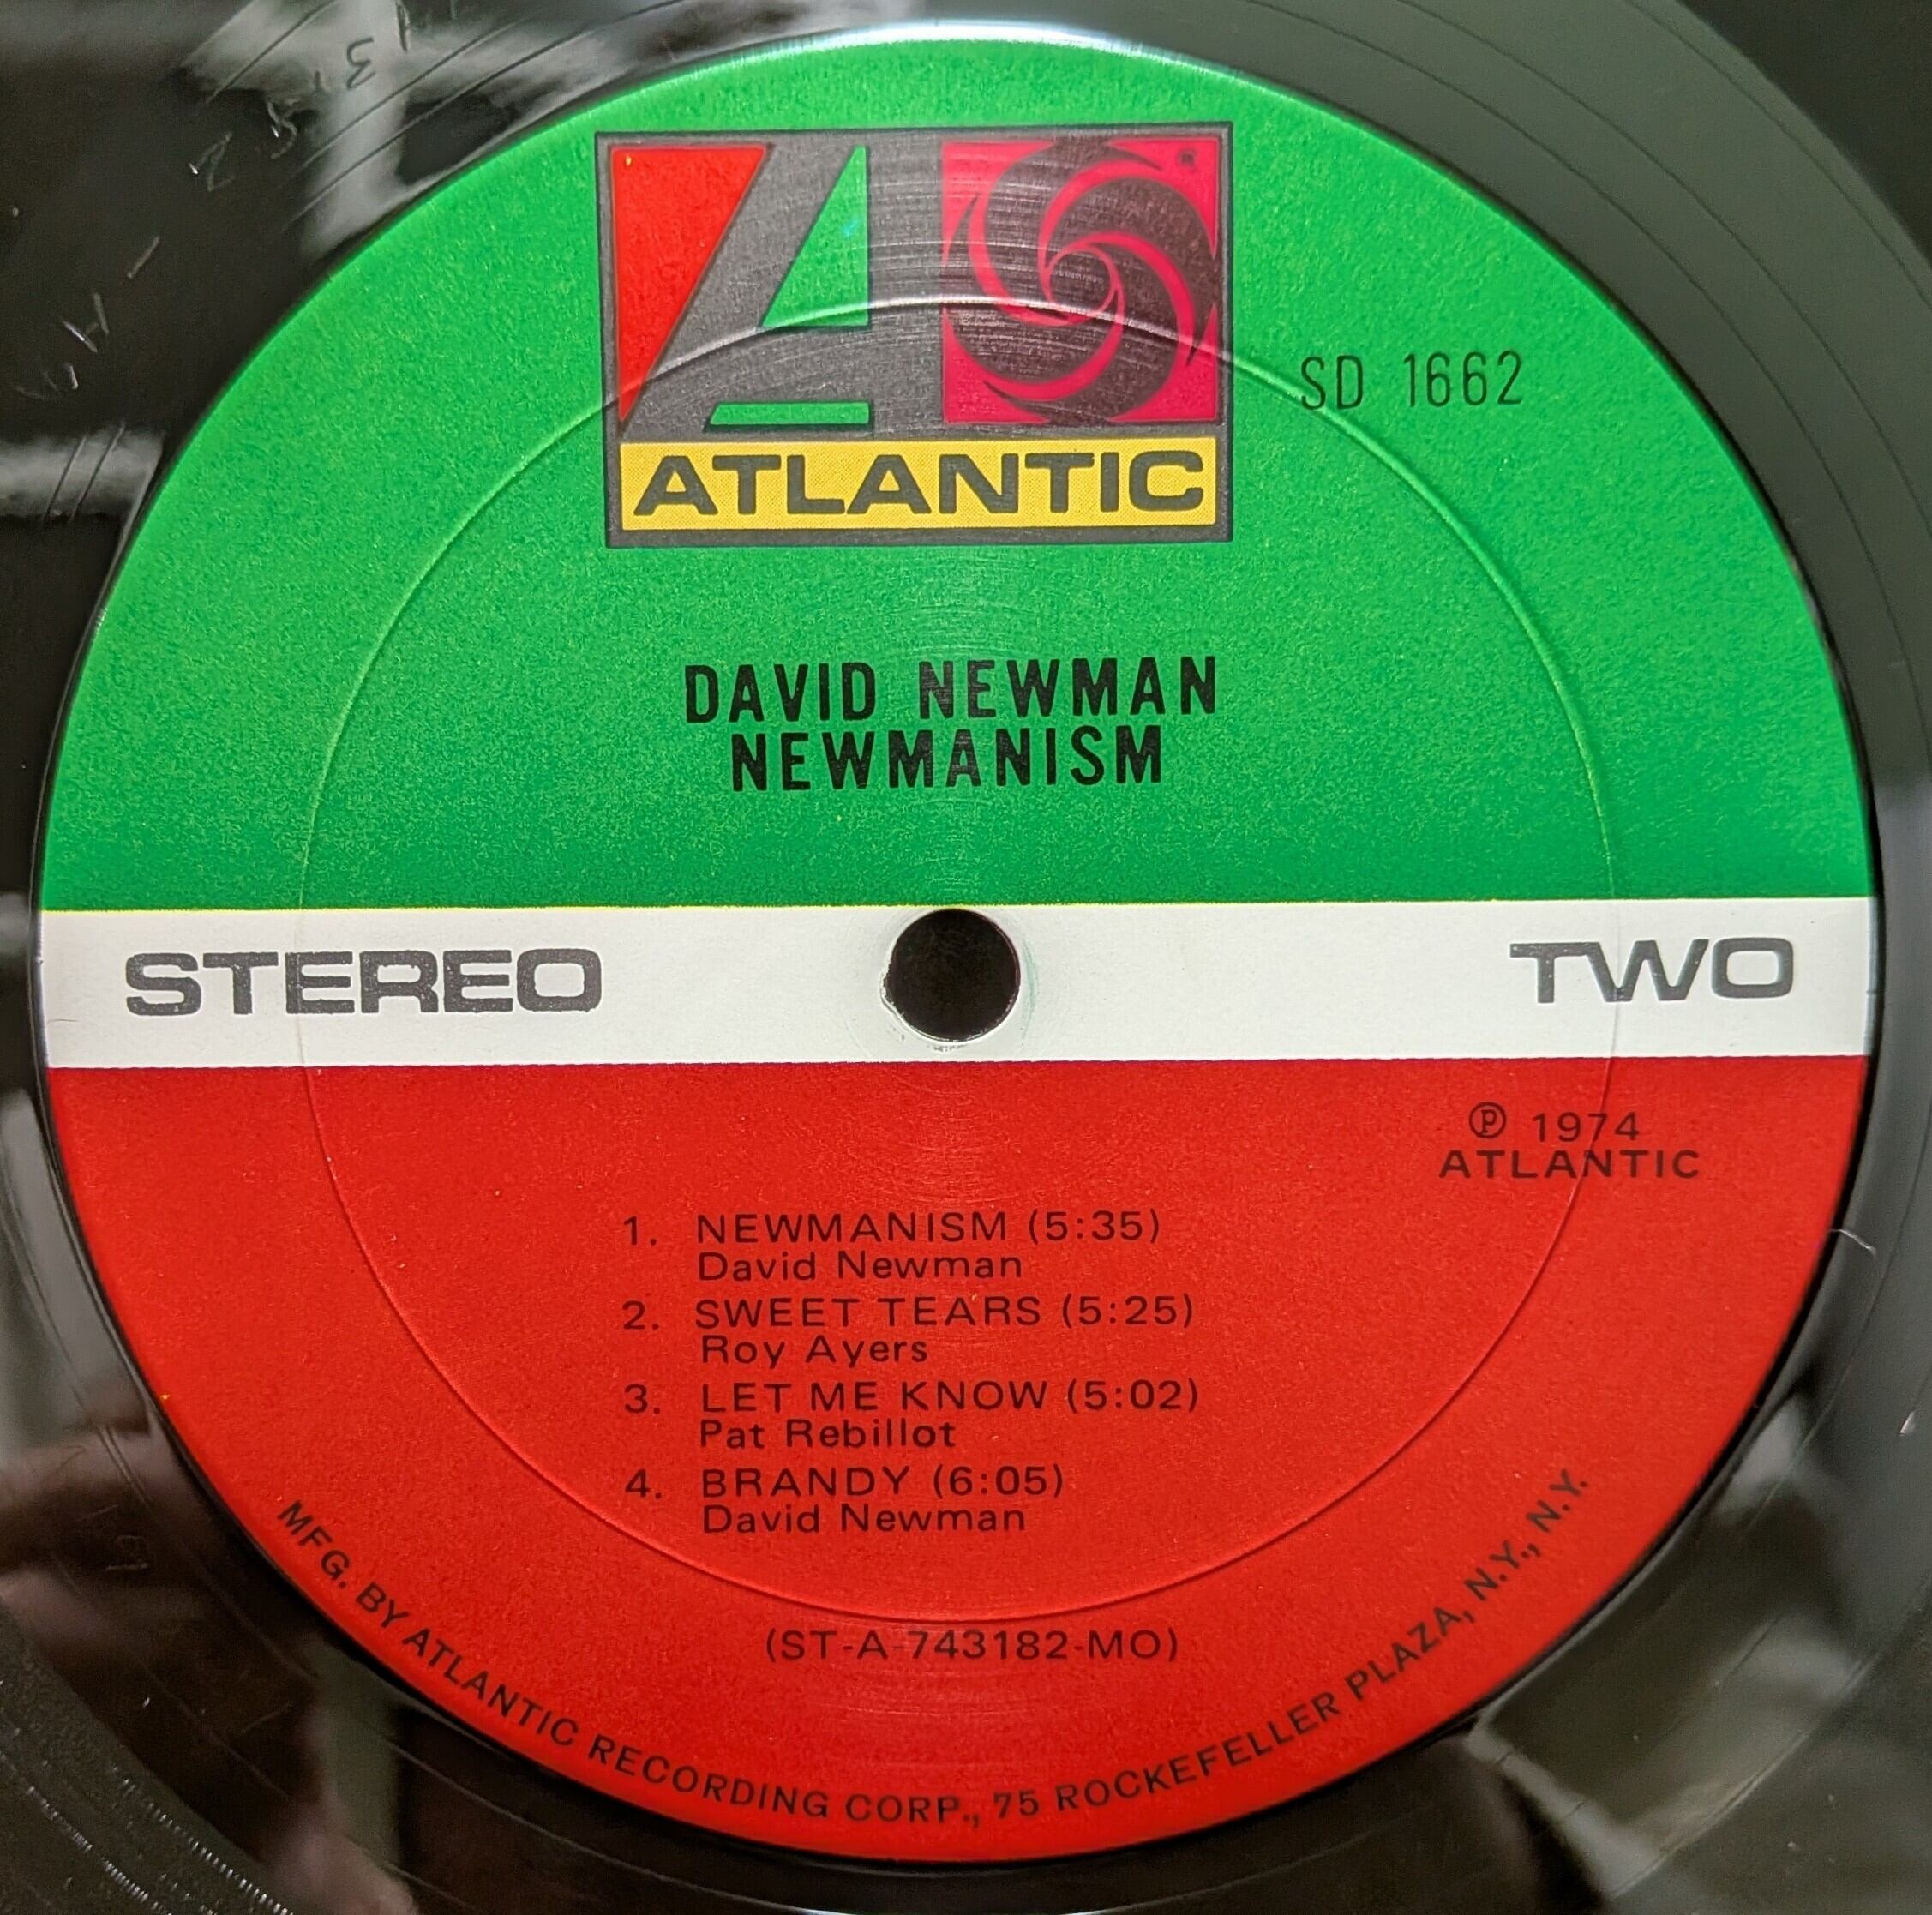 ATLANTIC
SD 1662
DAVID NEWMAN
NEWMANISM
STEREO
TWO
℗ 1974
ATLANTIC
1. NEWMANISM (5:35)
David Newman
2. SWEET TEARS (5:25)
Roy Ayers
3. LET ME KNOW (5:02)
Pat Rebillot
4. BRANDY (6:05)
David Newman
(ST-A-743182-MO)
MFG. BY ATLANTIC RECORDING CORP., 75 ROCKEFELLER PLAZA, N.Y., N.Y.